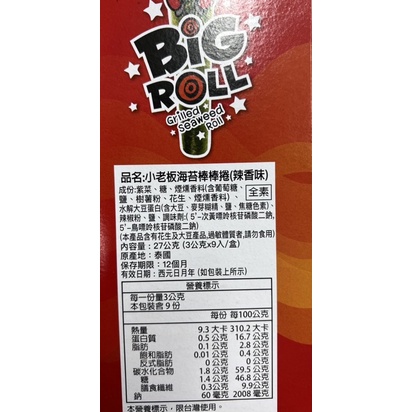 BIG
ROLL
Grilled
Seaweed
Roll
品名:小老板海苔棒棒捲(辣香味)
成份:紫菜、糖、煙燻香料(含葡萄糖、
鹽、樹薯粉、花生、煙燻香料)、
全素
水解大豆蛋白(含大豆、麥芽糊精、鹽、焦糖色素)、
辣椒粉、鹽、調味劑:(5'-次黃嘌呤核苷磷酸二鈉,
5'-鳥嘌呤核苷磷酸二鈉)
(本產品含有花生及大豆產品,過敏體質者,請勿食用)
內容量：27公克 (3公克x9入/盒)
原產地：泰國
保存期限：12個月
有效日期：西元日月年 (如包裝上所示)
營養標示
每一份量3公克
本包裝含 9 份
每份 每100公克
熱量 9.3 大卡 310.2 大卡
蛋白質 0.5 公克 16.7 公克
脂肪 0.1 公克 2.8 公克
飽和脂肪 0.01 公克 0.4 公克
反式脂肪 0 公克 0 公克
碳水化合物 1.8 公克 59.5 公克
糖 1.4 公克 46.8 公克
膳食纖維 0.3公克 9.9公克
鈉 60 毫克 2008 毫克
本營養標示，限台灣使用。